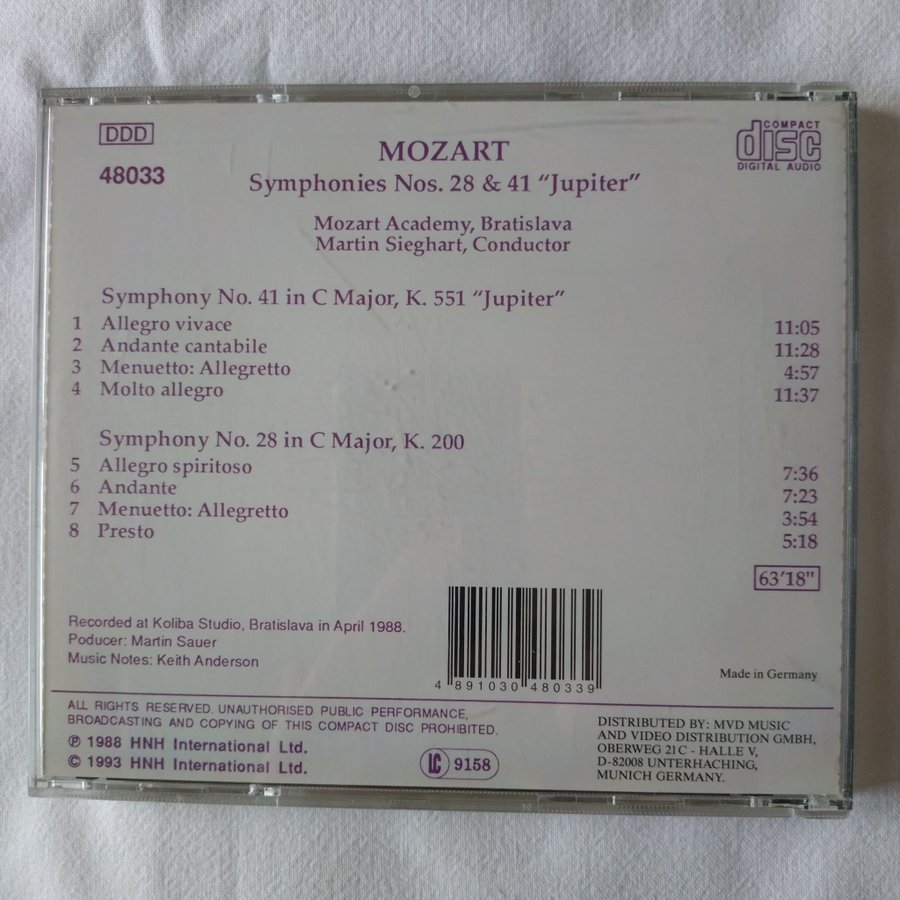 DDD
48033
MOZART
Symphonies Nos. 28 & 41 “Jupiter”
COMPACT
disc
DIGITAL AUDIO
Mozart Academy, Bratislava
Martin Sieghart, Conductor
Symphony No. 41 in C Major, K. 551 “Jupiter”
1 Allegro vivace 11:05
2 Andante cantabile 11:28
3 Menuetto: Allegretto 4:57
4 Molto allegro 11:37
Symphony No. 28 in C Major, K. 200
5 Allegro spiritoso 7:36
6 Andante 7:23
7 Menuetto: Allegretto 3:54
8 Presto 5:18
63'18"
Recorded at Koliba Studio, Bratislava in April 1988.
Poducer: Martin Sauer
Music Notes: Keith Anderson
4 891030 480339
Made in Germany
ALL RIGHTS RESERVED. UNAUTHORISED PUBLIC PERFORMANCE,
BROADCASTING AND COPYING OF THIS COMPACT DISC PROHIBITED.
℗ 1988 HNH International Ltd.
© 1993 HNH International Ltd.
LC 9158
DISTRIBUTED BY: MVD MUSIC
AND VIDEO DISTRIBUTION GMBH,
OBERWEG 21C - HALLE V,
D-82008 UNTERHACHING,
MUNICH GERMANY.